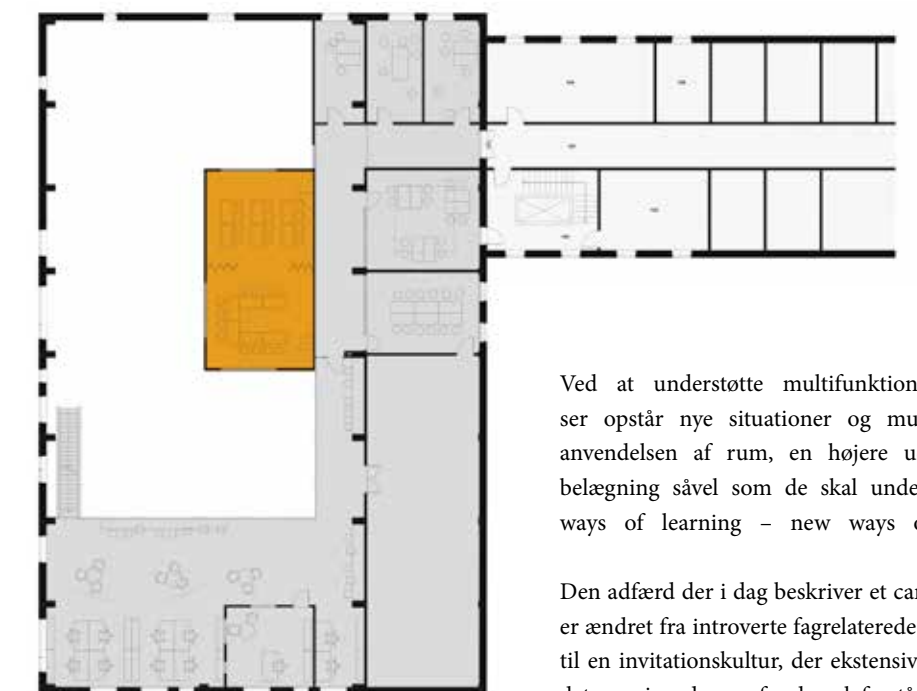 Ved at understøtte multifunktion
ser opstår nye situationer og mu
anvendelsen af rum, en højere u
belægning såvel som de skal unde
ways of learning – new ways o
Den adfærd der i dag beskriver et ca
er ændret fra introverte fagrelaterede
til en invitationskultur, der ekstensiv